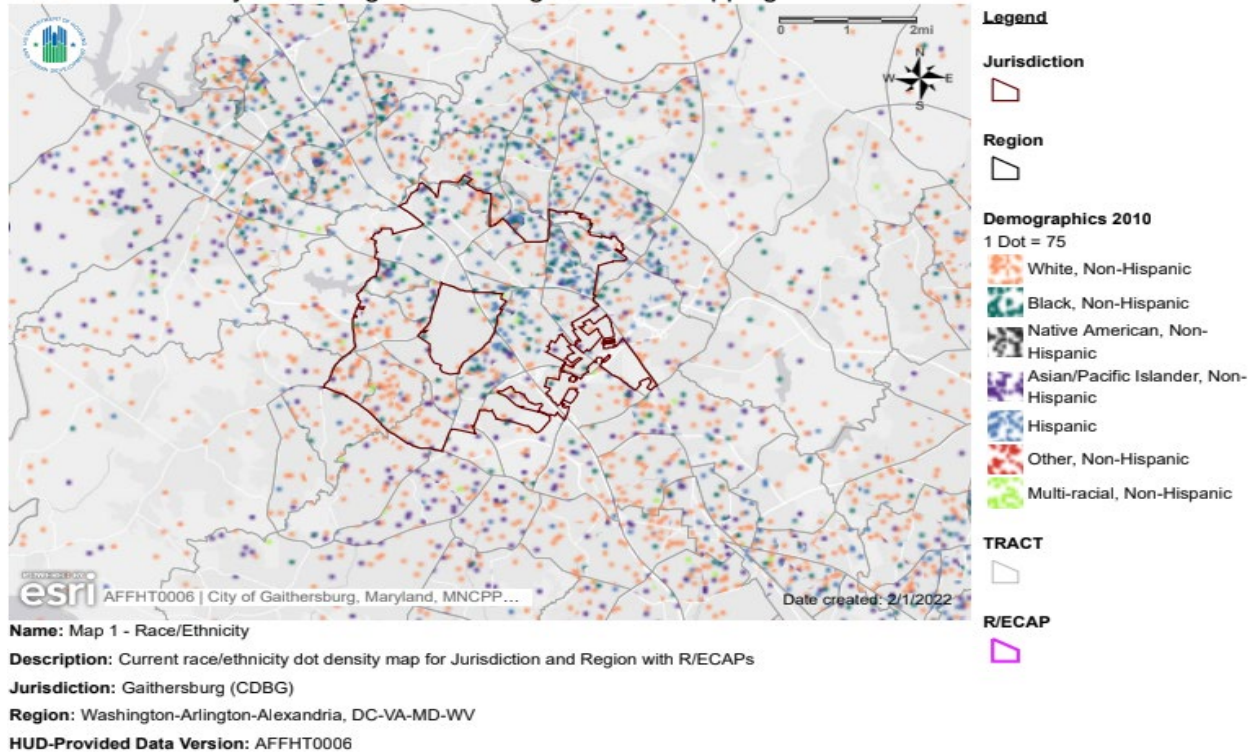 0 1 2mi
N
W E
S
esri AFFHT0006 | City of Gaithersburg, Maryland, MNCPP...
Date created: 2/1/2022
Name: Map 1 - Race/Ethnicity
Description: Current race/ethnicity dot density map for Jurisdiction and Region with R/ECAPs
Jurisdiction: Gaithersburg (CDBG)
Region: Washington-Arlington-Alexandria, DC-VA-MD-WV
HUD-Provided Data Version: AFFHT0006
Legend
Jurisdiction
Region
Demographics 2010
1 Dot = 75
White, Non-Hispanic
Black, Non-Hispanic
Native American, Non-
Hispanic
Asian/Pacific Islander, Non-
Hispanic
Hispanic
Other, Non-Hispanic
Multi-racial, Non-Hispanic
TRACT
R/ECAP